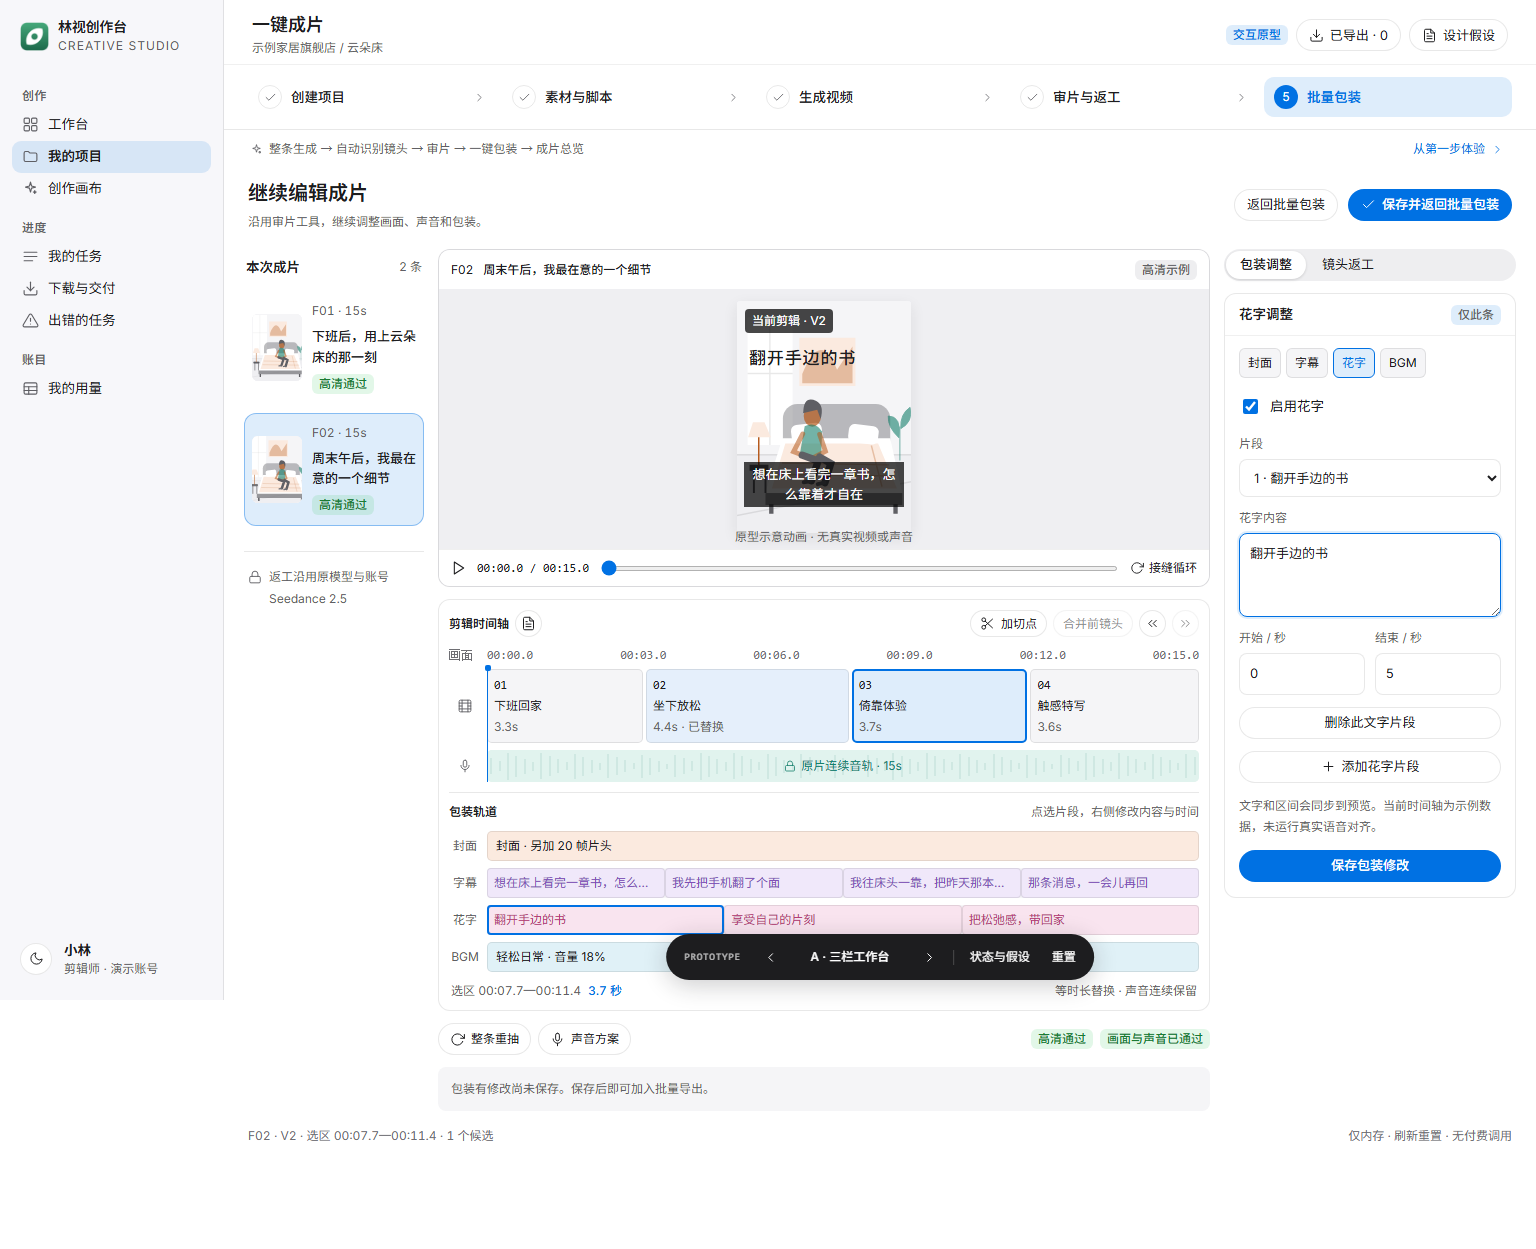 林视创作台
CREATIVE STUDIO
创作
工作台
我的项目
创作画布
进度
我的任务
下载与交付
出错的任务
账目
我的用量
小林
剪辑师 · 演示账号
一键成片
示例家居旗舰店 / 云朵床
交互原型
已导出 · 0
设计假设
创建项目
素材与脚本
生成视频
审片与返工
5 批量包装
整条生成 → 自动识别镜头 → 审片 → 一键包装 → 成片总览
从第一步体验
继续编辑成片
沿用审片工具，继续调整画面、声音和包装。
返回批量包装
保存并返回批量包装
本次成片 2 条
F01 · 15s
下班后，用上云朵
床的那一刻
高清通过
F02 · 15s
周末午后，我最在
意的一个细节
高清通过
返工沿用原模型与账号
Seedance 2.5
F02 周末午后，我最在意的一个细节
高清示例
当前剪辑 · V2
翻开手边的书
想在床上看完一章书，怎
么靠着才自在
原型示意动画 · 无真实视频或声音
00:00.0 / 00:15.0
接缝循环
剪辑时间轴
加切点
合并前镜头
画面 00:00.0 00:03.0 00:06.0 00:09.0 00:12.0 00:15.0
01
下班回家
3.3s
02
坐下放松
4.4s · 已替换
03
倚靠体验
3.7s
04
触感特写
3.6s
原片连续音轨 · 15s
包装轨道
点选片段，右侧修改内容与时间
封面 封面 · 另加 20 帧片头
字幕 想在床上看完一章书，怎么... 我先把手机翻了个面 我往床头一靠，把昨天那本... 那条消息，一会儿再回
花字 翻开手边的书 享受自己的片刻 把松弛感，带回家
BGM 轻松日常 · 音量 18%
PROTOTYPE A · 三栏工作台 状态与假设 重置
选区 00:07.7—00:11.4 3.7 秒
等时长替换 · 声音连续保留
整条重抽
声音方案
高清通过
画面与声音已通过
包装有修改尚未保存。保存后即可加入批量导出。
F02 · V2 · 选区 00:07.7—00:11.4 · 1 个候选
仅内存 · 刷新重置 · 无付费调用
包装调整
镜头返工
花字调整
仅此条
封面
字幕
花字
BGM
启用花字
片段
1 · 翻开手边的书
花字内容
翻开手边的书
开始 / 秒 结束 / 秒
0 5
删除此文字片段
添加花字片段
文字和区间会同步到预览。当前时间轴为示例数
据，未运行真实语音对齐。
保存包装修改